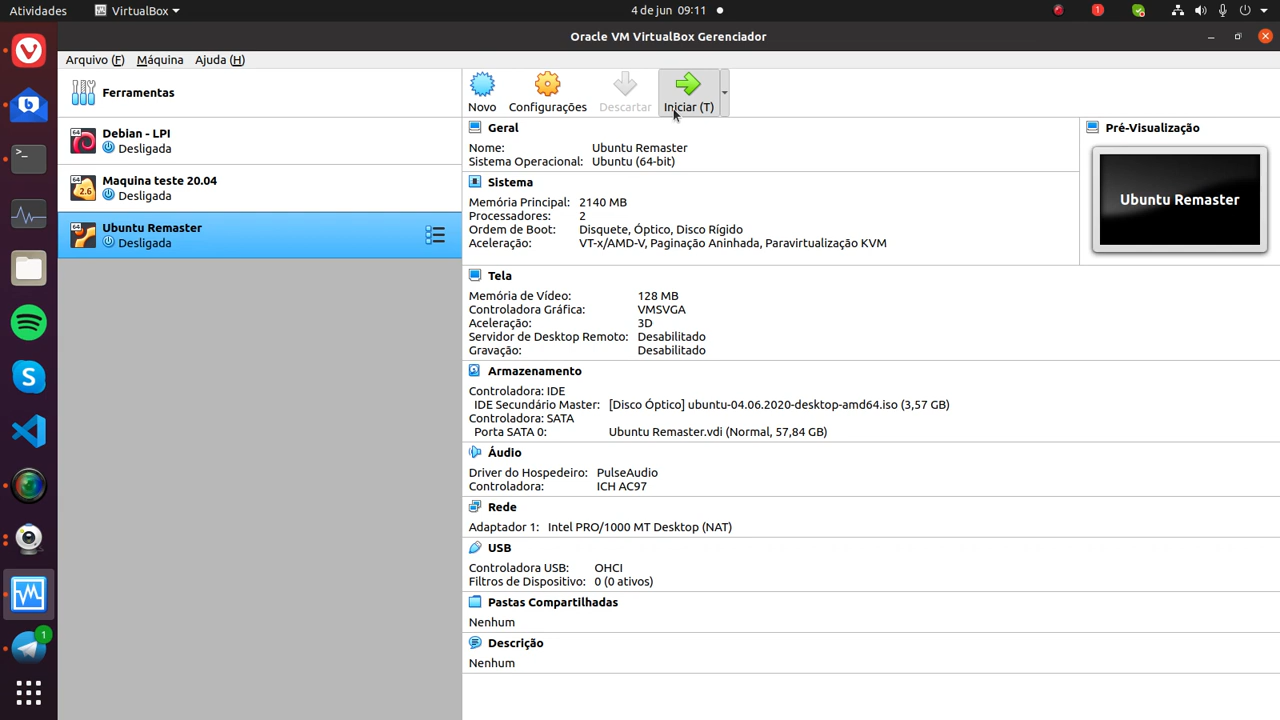 Atividades
VirtualBox
4 de jun 09:11
1
Oracle VM VirtualBox Gerenciador
Arquivo (F) Máquina Ajuda (H)
Ferramentas
Novo Configurações Descartar Iniciar (T)
64 Debian - LPI
Desligada
64 2.6 Maquina teste 20.04
Desligada
64 Ubuntu Remaster
Desligada
Geral
Nome: Ubuntu Remaster
Sistema Operacional: Ubuntu (64-bit)
Pré-Visualização
Ubuntu Remaster
Sistema
Memória Principal: 2140 MB
Processadores: 2
Ordem de Boot: Disquete, Óptico, Disco Rígido
Aceleração: VT-x/AMD-V, Paginação Aninhada, Paravirtualização KVM
Tela
Memória de Vídeo: 128 MB
Controladora Gráfica: VMSVGA
Aceleração: 3D
Servidor de Desktop Remoto: Desabilitado
Gravação: Desabilitado
Armazenamento
Controladora: IDE
IDE Secundário Master: [Disco Óptico] ubuntu-04.06.2020-desktop-amd64.iso (3,57 GB)
Controladora: SATA
Porta SATA 0: Ubuntu Remaster.vdi (Normal, 57,84 GB)
Áudio
Driver do Hospedeiro: PulseAudio
Controladora: ICH AC97
Rede
Adaptador 1: Intel PRO/1000 MT Desktop (NAT)
USB
Controladora USB: OHCI
Filtros de Dispositivo: 0 (0 ativos)
Pastas Compartilhadas
Nenhum
Descrição
Nenhum
1